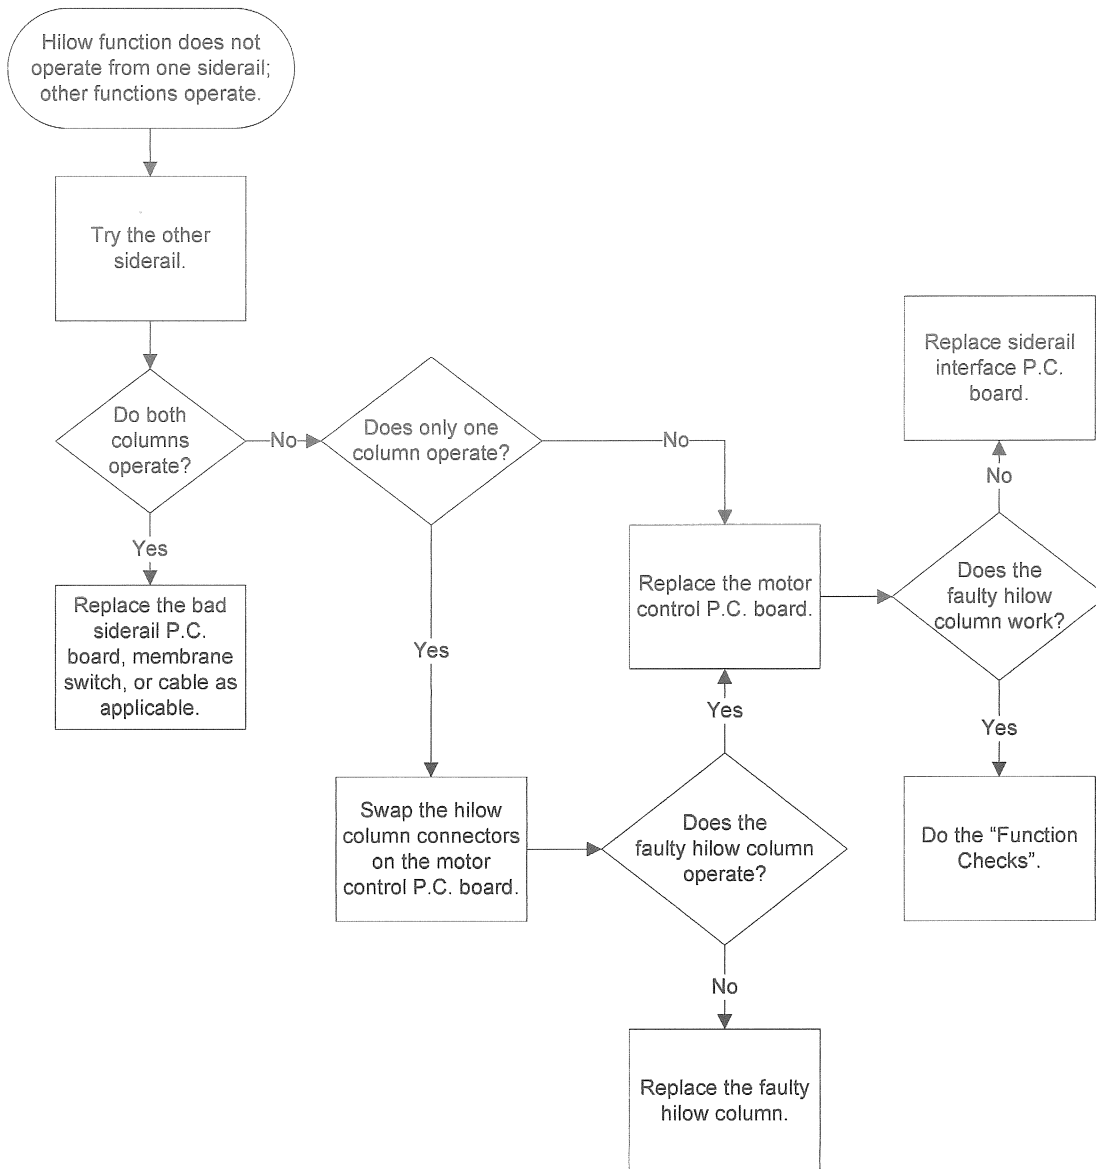 Hilow function does not
operate from one siderail;
other functions operate.
Try the other
siderail.
Do both
columns
operate?
No
Does only one
column operate?
No
Yes
Replace the bad
siderail P.C.
board, membrane
switch, or cable as
applicable.
Yes
Swap the hilow
column connectors
on the motor
control P.C. board.
Does the
faulty hilow column
operate?
Yes
Replace the motor
control P.C. board.
No
Replace the faulty
hilow column.
Does the
faulty hilow
column work?
No
Replace siderail
interface P.C.
board.
Yes
Do the “Function
Checks”.